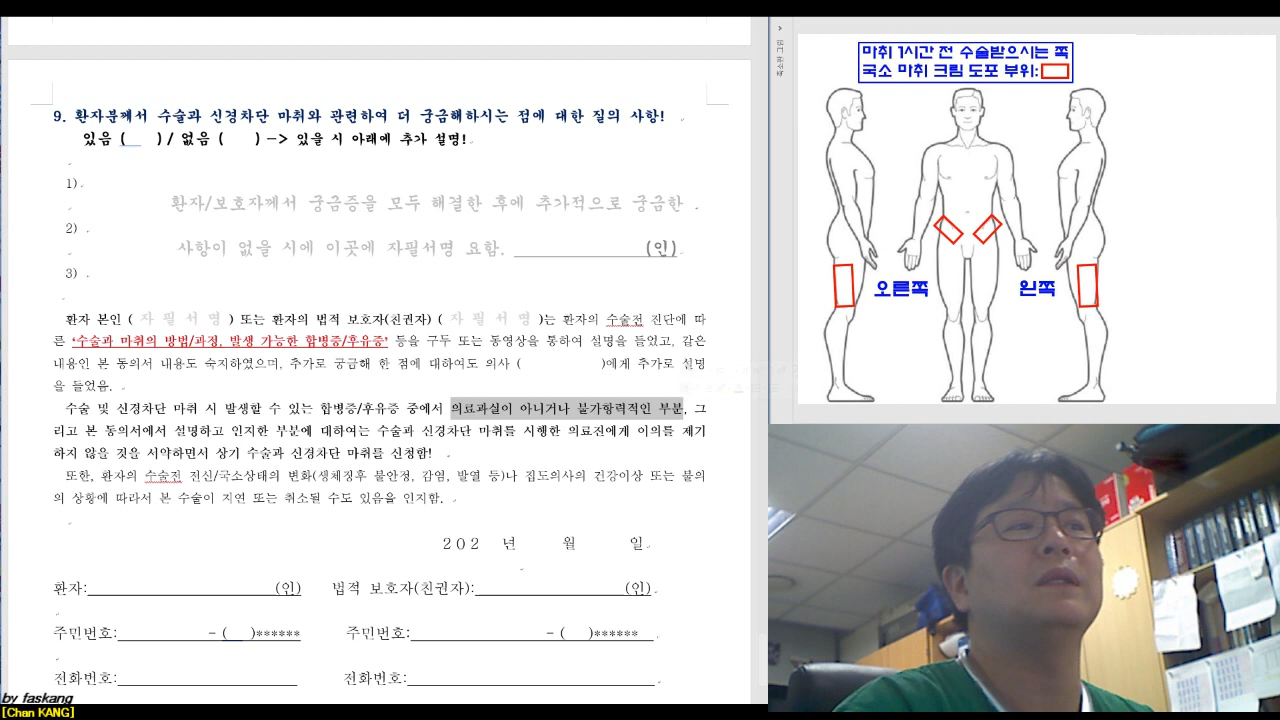 9. 환자분께서 수술과 신경차단 마취와 관련하여 더 궁금해하시는 점에 대한 질의 사항!
있음 (   ) / 없음 (   ) -> 있을 시 아래에 추가 설명!
1)
환자/보호자께서 궁금증을 모두 해결한 후에 추가적으로 궁금한
2)
사항이 없을 시에 이곳에 자필서명 요함. ____________(인)
3)
환자 본인 ( 자 필 서 명 ) 또는 환자의 법적 보호자(친권자) ( 자 필 서 명 )는 환자의 수술전 진단에 따
른 '수술과 마취의 방법/과정, 발생 가능한 합병증/후유증' 등을 구두 또는 동영상을 통하여 설명을 들었고, 같은
내용인 본 동의서 내용도 숙지하였으며, 추가로 궁금해 한 점에 대하여도 의사 (          )에게 추가로 설명
을 들었음.
수술 및 신경차단 마취 시 발생할 수 있는 합병증/후유증 중에서 의료과실이 아니거나 불가항력적인 부분, 그
리고 본 동의서에서 설명하고 인지한 부분에 대하여는 수술과 신경차단 마취를 시행한 의료진에게 이의를 제기
하지 않을 것을 서약하면서 상기 수술과 신경차단 마취를 신청함!
또한, 환자의 수술전 전신/국소상태의 변화(생체징후 불안정, 감염, 발열 등)나 집도의사의 건강이상 또는 불의
의 상황에 따라서 본 수술이 지연 또는 취소될 수도 있음을 인지함.
202   년     월     일
환자:____________(인) 법적 보호자(친권자):____________(인)
주민번호:__________ - (   )****** 주민번호:__________ - (   )******
전화번호:____________ 전화번호:____________
by faskang
[Chan KANG]
마취 1시간 전 수술받으시는 쪽
국소 마취 크림 도포 부위:
오른쪽 왼쪽